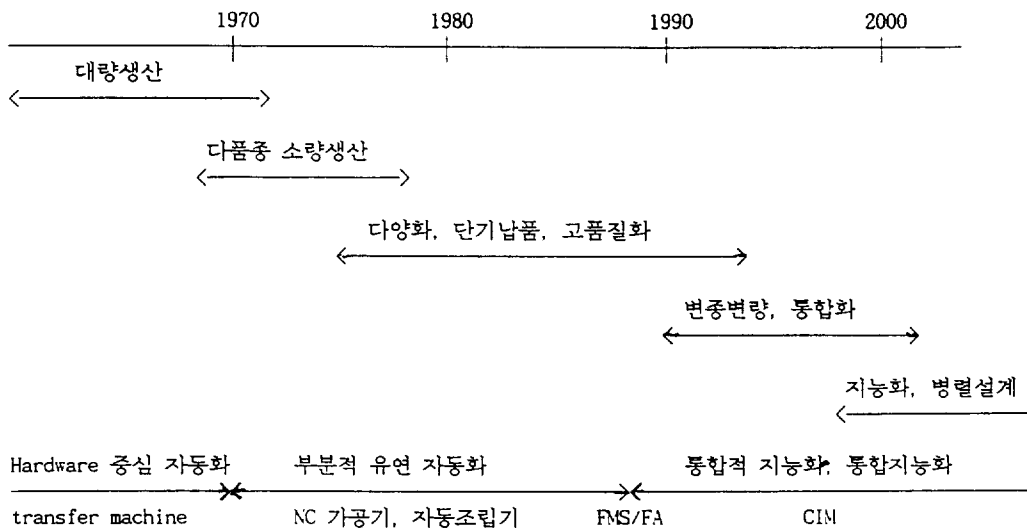 1970 1980 1990 2000
대량생산
다품종 소량생산
다양화, 단기납품, 고품질화
변종변량, 통합화
지능화, 병렬설계
Hardware 중심 자동화 부분적 유연 자동화 통합적 지능화, 통합지능화
transfer machine NC 가공기, 자동조립기 FMS/FA CIM